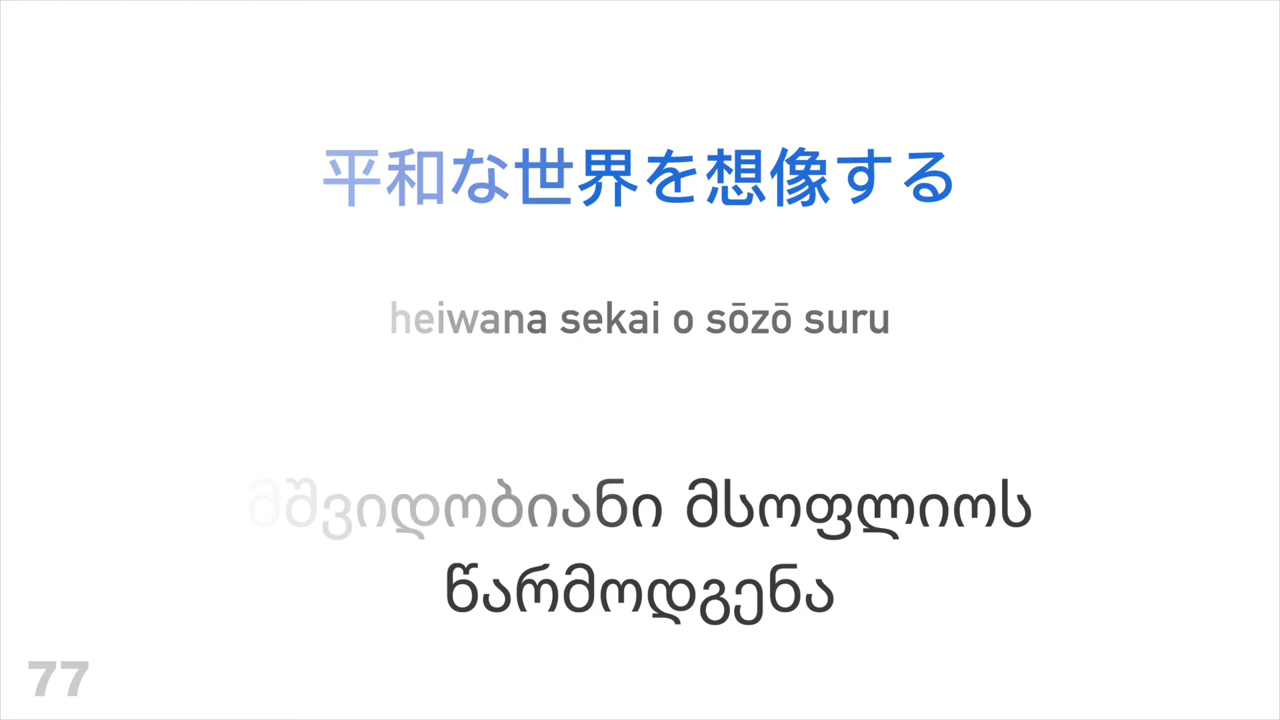 平和な世界を想像する
heiwana sekai o sōzō suru
მშვიდობიანი მსოფლიოს
წარმოდგენა
77